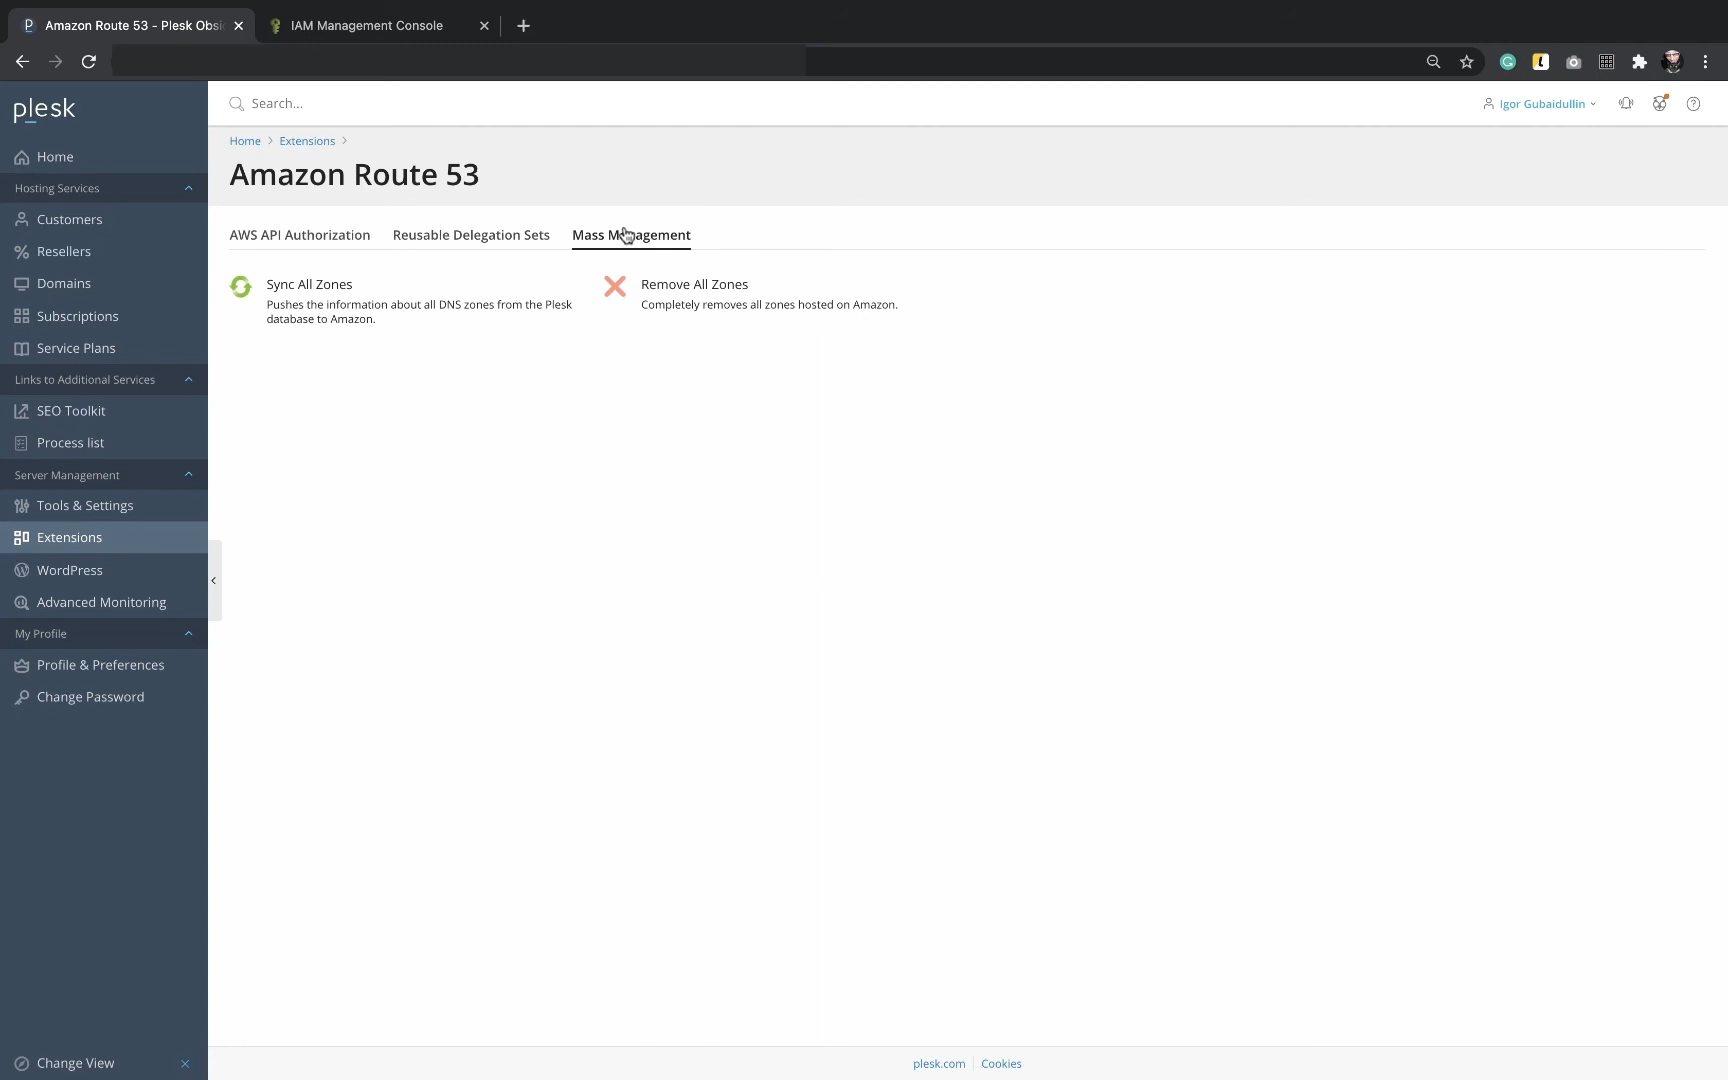 Amazon Route 53 - Plesk Obsi
IAM Management Console
plesk
Search...
Igor Gubaidullin
Home
Hosting Services
Customers
Resellers
Domains
Subscriptions
Service Plans
Links to Additional Services
SEO Toolkit
Process list
Server Management
Tools & Settings
Extensions
WordPress
Advanced Monitoring
My Profile
Profile & Preferences
Change Password
Change View
Home > Extensions >
Amazon Route 53
AWS API Authorization
Reusable Delegation Sets
Mass Management
Sync All Zones
Pushes the information about all DNS zones from the Plesk
database to Amazon.
Remove All Zones
Completely removes all zones hosted on Amazon.
plesk.com
Cookies